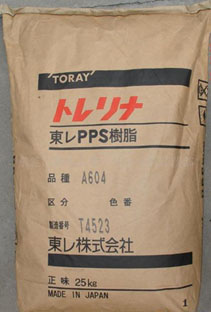 TORAY
トレリナ
東レPPS樹脂
品種 A604
区分 色番
製造番号 T4523
東レ株式会社
正味 25kg
MADE IN JAPAN
1